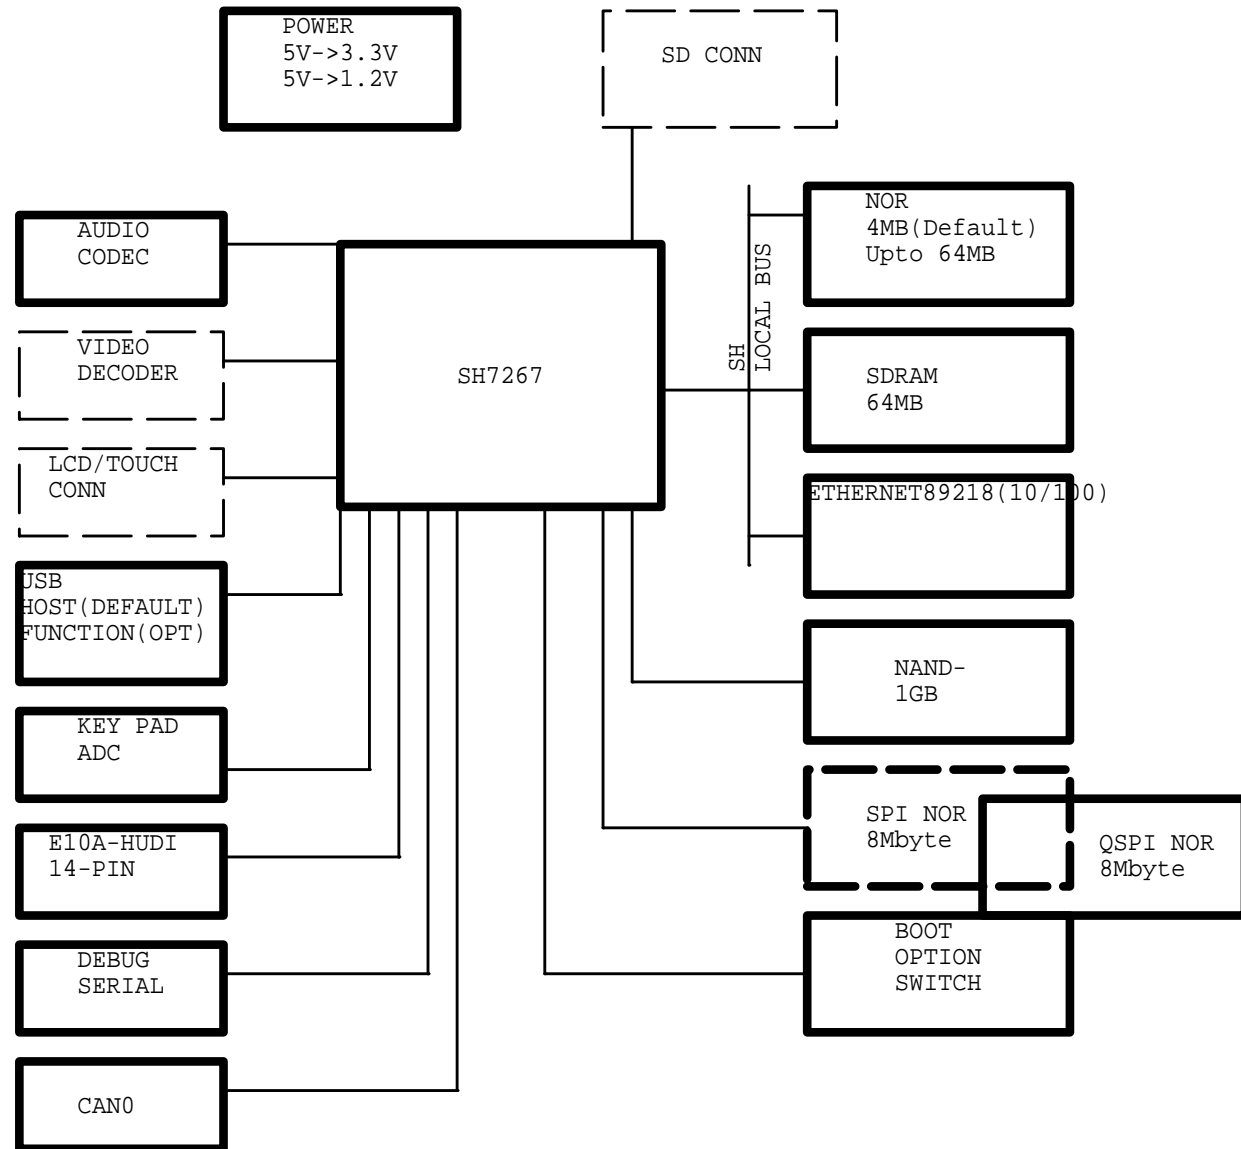 POWER
5V->3.3V
5V->1.2V
SD CONN
AUDIO
CODEC
VIDEO
DECODER
LCD/TOUCH
CONN
USB
HOST(DEFAULT)
FUNCTION(OPT)
KEY PAD
ADC
E10A-HUDI
14-PIN
DEBUG
SERIAL
CAN0
SH7267
SH
LOCAL BUS
NOR
4MB(Default)
Upto 64MB
SDRAM
64MB
ETHERNET89218(10/100)
NAND-
1GB
SPI NOR
8Mbyte
QSPI NOR
8Mbyte
BOOT
OPTION
SWITCH